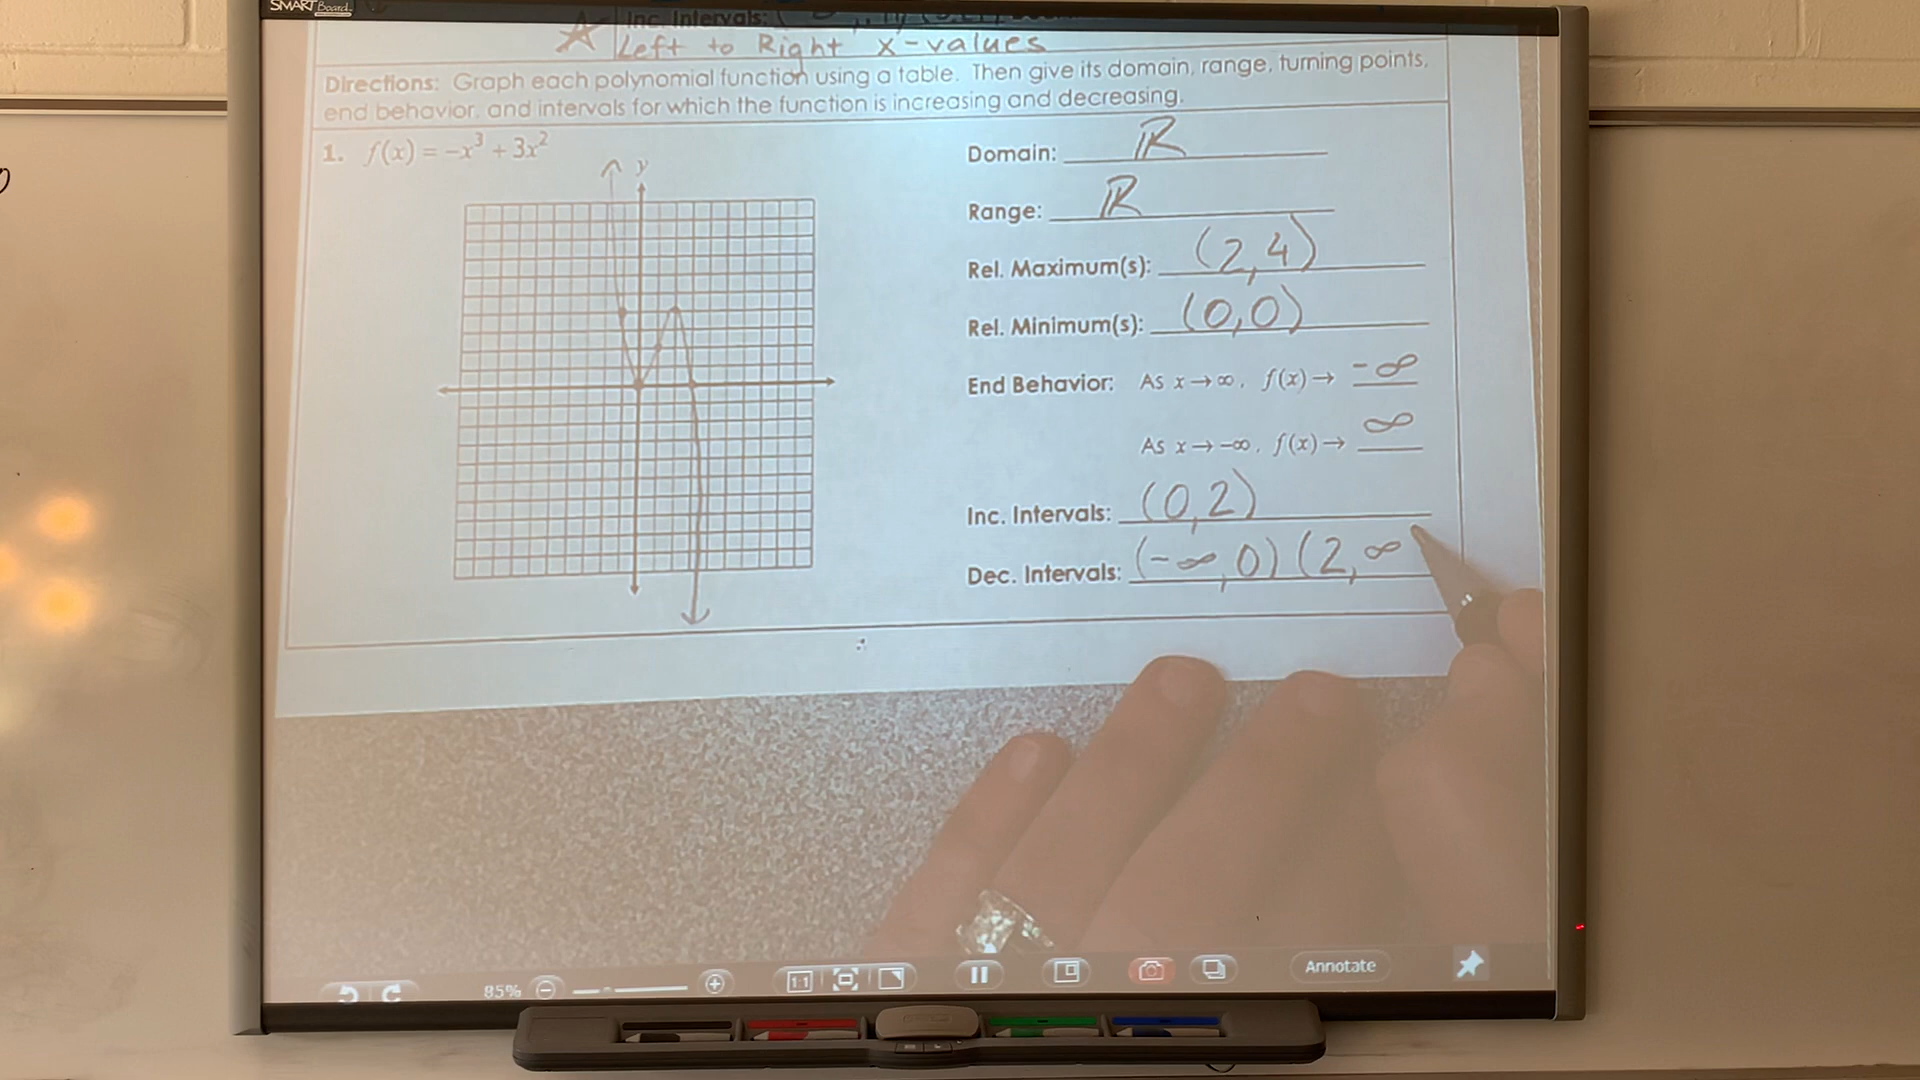 SMART Board
Inc. Intervals:
Left to Right x-values
Directions: Graph each polynomial function using a table. Then give its domain, range, turning points,
end behavior, and intervals for which the function is increasing and decreasing.
1. f(x) = -x³ + 3x²
y
Domain: ℝ
Range: ℝ
Rel. Maximum(s): (2,4)
Rel. Minimum(s): (0,0)
End Behavior: As x→∞, f(x)→ -∞
As x→-∞, f(x)→ ∞
Inc. Intervals: (0,2)
Dec. Intervals: (-∞,0) (2,∞
85%
1:1
Annotate